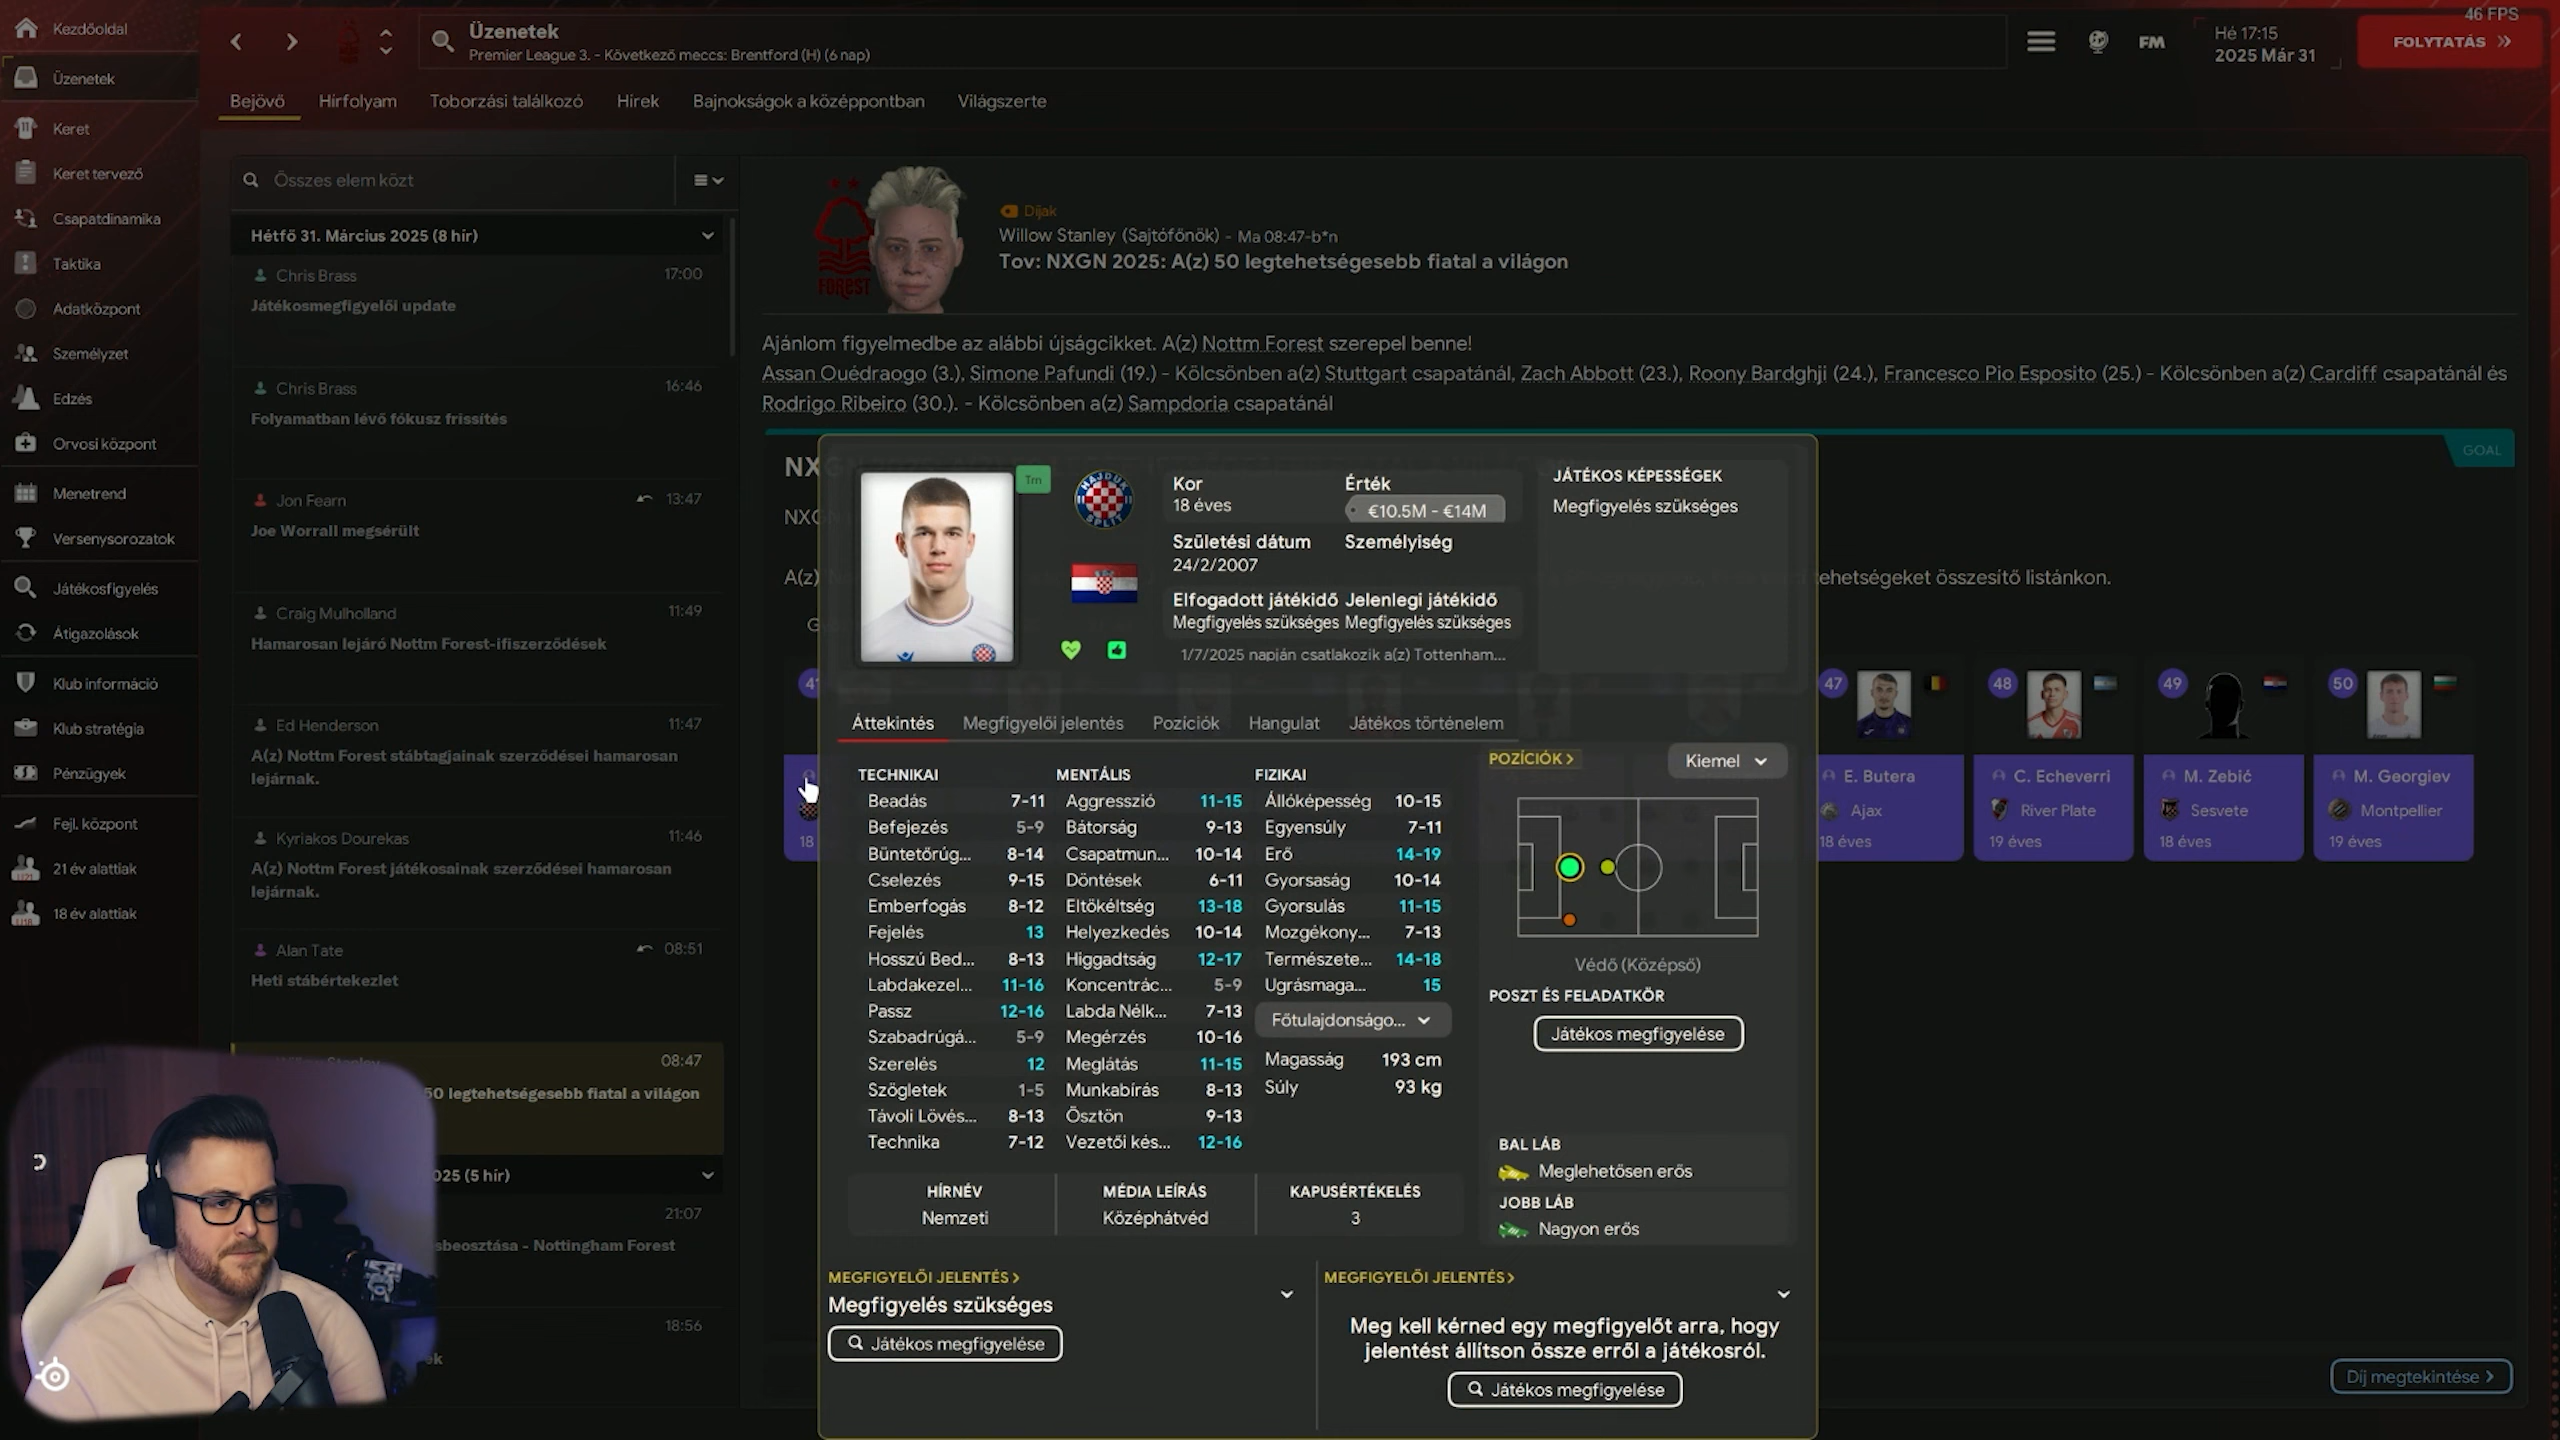 46 FPS
Kezdőoldal
Üzenetek
Keret
Keret tervező
Csapatdinamika
Taktika
Adatközpont
Személyzet
Edzés
Orvosi központ
Menetrend
Versenysorozatok
Játékosfigyelés
Átigazolások
Klub információ
Klub stratégia
Pénzügyek
Fejl. központ
21 év alattiak
18 év alattiak
Üzenetek
Premier League 3. - Következő meccs: Brentford (H) (6 nap)
FM
Hé 17:15
2025 Már 31
FOLYTATÁS
Bejövő
Hírfolyam
Toborzási találkozó
Hírek
Bajnokságok a középpontban
Világszerte
Összes elem közt
Hétfő 31. Március 2025 (8 hír)
Chris Brass 17:00
Játékosmegfigyelői update
Chris Brass 16:46
Folyamatban lévő fókusz frissítés
Jon Fearn 13:47
Joe Worrall megsérült
Craig Mulholland 11:49
Hamarosan lejáró Nottm Forest-ifiszerződések
Ed Henderson 11:47
A(z) Nottm Forest stábtagjainak szerződései hamarosan
lejárnak.
Kyriakos Dourekas 11:46
A(z) Nottm Forest játékosainak szerződései hamarosan
lejárnak.
Alan Tate 08:51
Heti stábértekezlet
08:47
50 legtehetségesebb fiatal a világon
025 (5 hír)
21:07
sbeosztása - Nottingham Forest
18:56
FOREST
Díjak
Willow Stanley (Sajtófőnök) - Ma 08:47-b*n
Tov: NXGN 2025: A(z) 50 legtehetségesebb fiatal a világon
Ajánlom figyelmedbe az alábbi újságcikket. A(z) Nottm Forest szerepel benne!
Assan Ouédraogo (3.), Simone Pafundi (19.) - Kölcsönben a(z) Stuttgart csapatánál, Zach Abbott (23.), Roony Bardghji (24.), Francesco Pio Esposito (25.) - Kölcsönben a(z) Cardiff csapatánál és
Rodrigo Ribeiro (30.). - Kölcsönben a(z) Sampdoria csapatánál
GOAL
NX
A(z)
ehetségeket összesítő listánkon.
18
Trn
HAJDUK
SPLIT
Kor
18 éves
Érték
€10.5M - €14M
Születési dátum
24/2/2007
Személyiség
Elfogadott játékidő
Megfigyelés szükséges
Jelenlegi játékidő
Megfigyelés szükséges
1/7/2025 napján csatlakozik a(z) Tottenham...
JÁTÉKOS KÉPESSÉGEK
Megfigyelés szükséges
Áttekintés
Megfigyelői jelentés
Pozíciók
Hangulat
Játékos történelem
TECHNIKAI
Beadás 7-11
Befejezés 5-9
Büntetőrúg... 8-14
Cselezés 9-15
Emberfogás 8-12
Fejelés 13
Hosszú Bed... 8-13
Labdakezel... 11-16
Passz 12-16
Szabadrúgá... 5-9
Szerelés 12
Szögletek 1-5
Távoli Lövés... 8-13
Technika 7-12
MENTÁLIS
Aggresszió 11-15
Bátorság 9-13
Csapatmun... 10-14
Döntések 6-11
Eltökéltség 13-18
Helyezkedés 10-14
Higgadtság 12-17
Koncentrác... 5-9
Labda Nélk... 7-13
Megérzés 10-16
Meglátás 11-15
Munkabírás 8-13
Ösztön 9-13
Vezetői kés... 12-16
FIZIKAI
Állóképesség 10-15
Egyensúly 7-11
Erő 14-19
Gyorsaság 10-14
Gyorsulás 11-15
Mozgékony... 7-13
Természete... 14-18
Ugrásmaga... 15
Főtulajdonságo...
Magasság 193 cm
Súly 93 kg
POZÍCIÓK
Kiemel
Védő (Középső)
POSZT ÉS FELADATKÖR
Játékos megfigyelése
BAL LÁB
Meglehetősen erős
JOBB LÁB
Nagyon erős
HÍRNÉV
Nemzeti
MÉDIA LEÍRÁS
Középhátvéd
KAPUSÉRTÉKELÉS
3
MEGFIGYELŐI JELENTÉS
Megfigyelés szükséges
Játékos megfigyelése
MEGFIGYELŐI JELENTÉS
Meg kell kérned egy megfigyelőt arra, hogy
jelentést állítson össze erről a játékosról.
Játékos megfigyelése
47
E. Butera
Ajax
18 éves
48
C. Echeverri
River Plate
19 éves
49
M. Zebić
Sesvete
18 éves
50
M. Georgiev
Montpellier
19 éves
Díj megtekintése